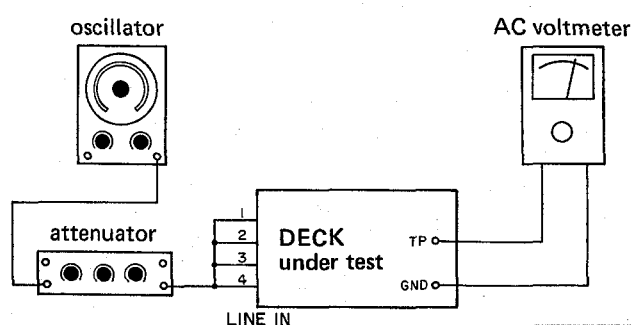 oscillator
AC voltmeter
attenuator
1
2
3
4
DECK
under test
TP
GND
LINE IN